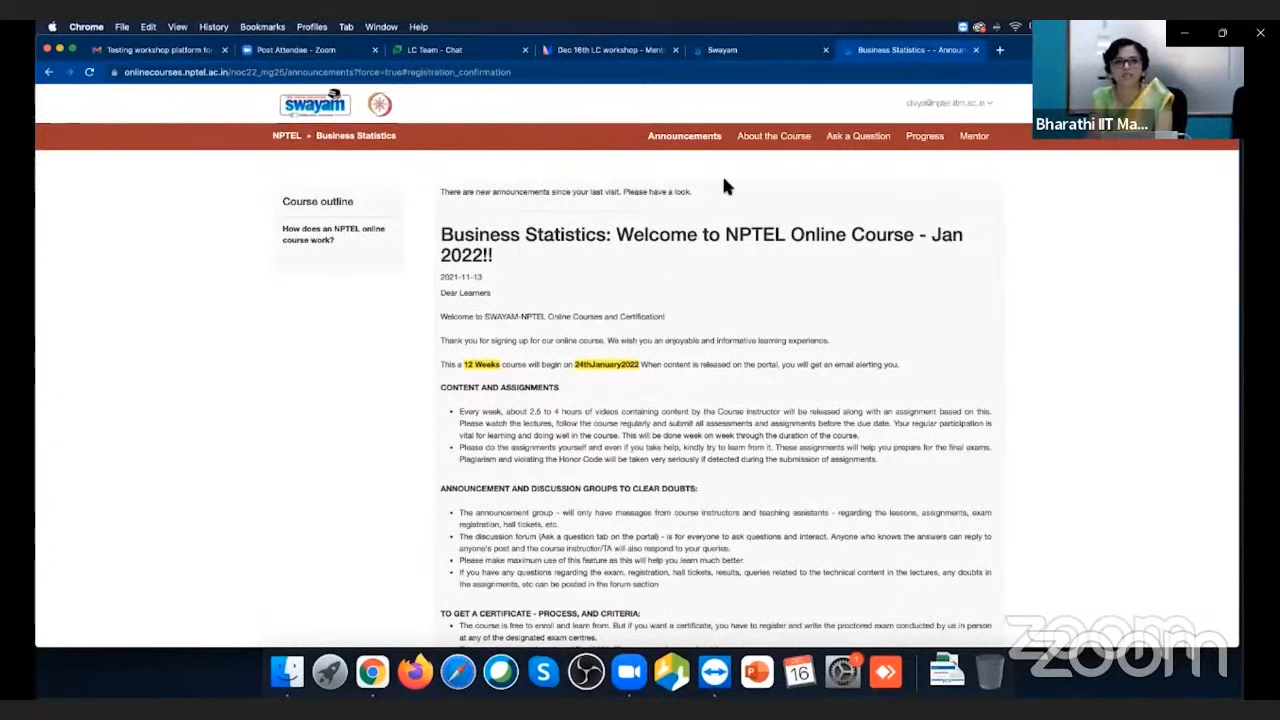 Chrome File Edit View History Bookmarks Profiles Tab Window Help
Testing workshop platform fo
Post Attendee - Zoom
LC Team - Chat
Dec 16th LC workshop - Ment
Swayam
Business Statistics - - Announ
onlinecourses.nptel.ac.in/noc22_mg26/announcements?force=true#registration_confirmation
swayam
divya@nptel.iitm.ac.in
Bharathi IIT Ma...
NPTEL » Business Statistics
Announcements About the Course Ask a Question Progress Mentor
Course outline
How does an NPTEL online
course work?
There are new announcements since your last visit. Please have a look.
Business Statistics: Welcome to NPTEL Online Course - Jan
2022!!
2021-11-13
Dear Learners
Welcome to SWAYAM-NPTEL Online Courses and Certification!
Thank you for signing up for our online course. We wish you an enjoyable and informative learning experience.
This a 12 Weeks course will begin on 24thJanuary2022 When content is released on the portal, you will get an email alerting you.
CONTENT AND ASSIGNMENTS
• Every week, about 2.5 to 4 hours of videos containing content by the Course instructor will be released along with an assignment based on this.
Please watch the lectures, follow the course regularly and submit all assessments and assignments before the due date. Your regular participation is
vital for learning and doing well in the course. This will be done week on week through the duration of the course.
• Please do the assignments yourself and even if you take help, kindly try to learn from it. These assignments will help you prepare for the final exams.
Plagiarism and violating the Honor Code will be taken very seriously if detected during the submission of assignments.
ANNOUNCEMENT AND DISCUSSION GROUPS TO CLEAR DOUBTS:
• The announcement group - will only have messages from course instructors and teaching assistants - regarding the lessons, assignments, exam
registration, hall tickets, etc.
• The discussion forum (Ask a question tab on the portal) - is for everyone to ask questions and interact. Anyone who knows the answers can reply to
anyone's post and the course instructor/TA will also respond to your queries.
• Please make maximum use of this feature as this will help you learn much better.
• If you have any questions regarding the exam, registration, hall tickets, results, queries related to the technical content in the lectures, any doubts in
the assignments, etc can be posted in the forum section
TO GET A CERTIFICATE - PROCESS, AND CRITERIA:
• The course is free to enroll and learn from. But if you want a certificate, you have to register and write the proctored exam conducted by us in person
at any of the designated exam centres.
zoom
zoom
DEC
16
1